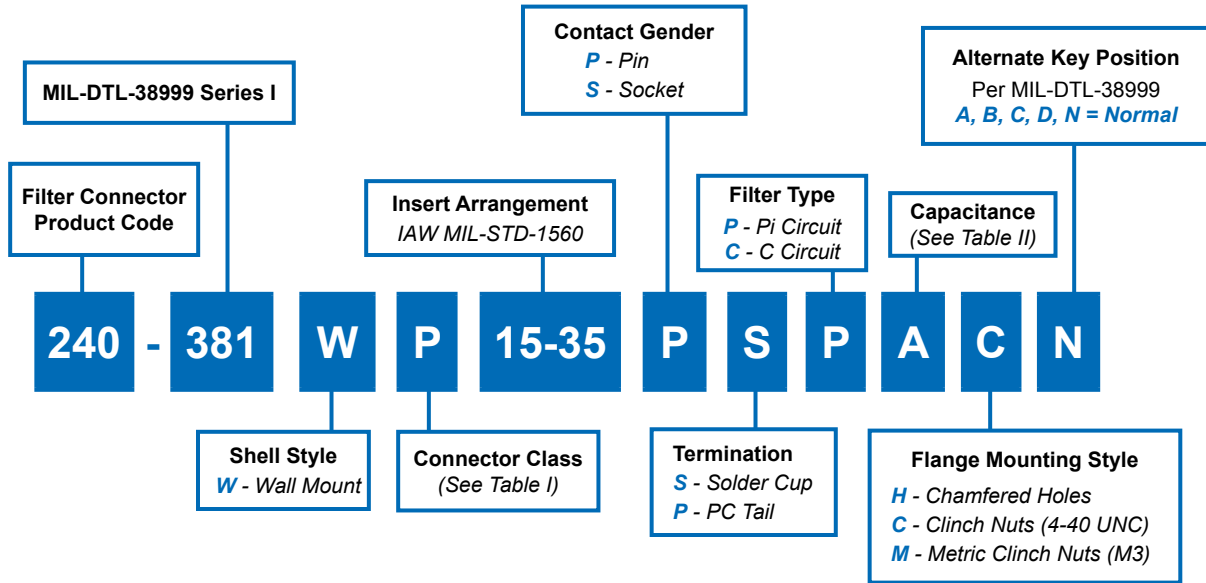 Contact Gender
P - Pin
S - Socket
Alternate Key Position
Per MIL-DTL-38999
A, B, C, D, N = Normal
MIL-DTL-38999 Series I
Filter Connector
Product Code
Insert Arrangement
IAW MIL-STD-1560
Filter Type
P - Pi Circuit
C - C Circuit
Capacitance
(See Table II)
240 - 381 W P 15-35 P S P A C N
Shell Style
W - Wall Mount
Connector Class
(See Table I)
Termination
S - Solder Cup
P - PC Tail
Flange Mounting Style
H - Chamfered Holes
C - Clinch Nuts (4-40 UNC)
M - Metric Clinch Nuts (M3)